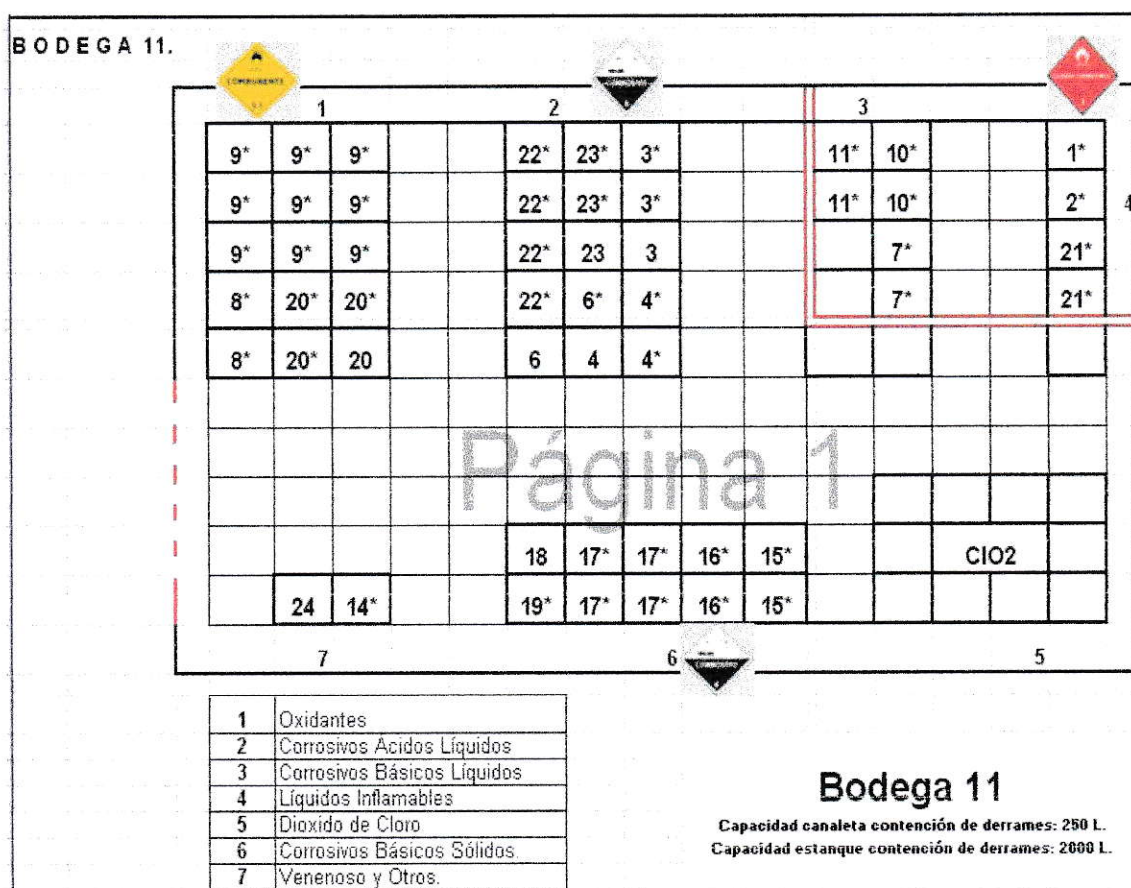 BODEGA 11.
1 2 3
9* 9* 9* 22* 23* 3* 11* 10* 1*
9* 9* 9* 22* 23* 3* 11* 10* 2* 4
9* 9* 9* 22* 23 3 7* 21*
8* 20* 20* 22* 6* 4* 7* 21*
8* 20* 20 6 4 4*
Página 1
18 17* 17* 16* 15* ClO2
24 14* 19* 17* 17* 16* 15*
7 6 5
1 Oxidantes
2 Corrosivos Ácidos Líquidos
3 Corrosivos Básicos Líquidos
4 Líquidos Inflamables
5 Dioxido de Cloro
6 Corrosivos Básicos Sólidos.
7 Venenoso y Otros.
Bodega 11
Capacidad canaleta contención de derrames: 250 L.
Capacidad estanque contención de derrames: 2000 L.